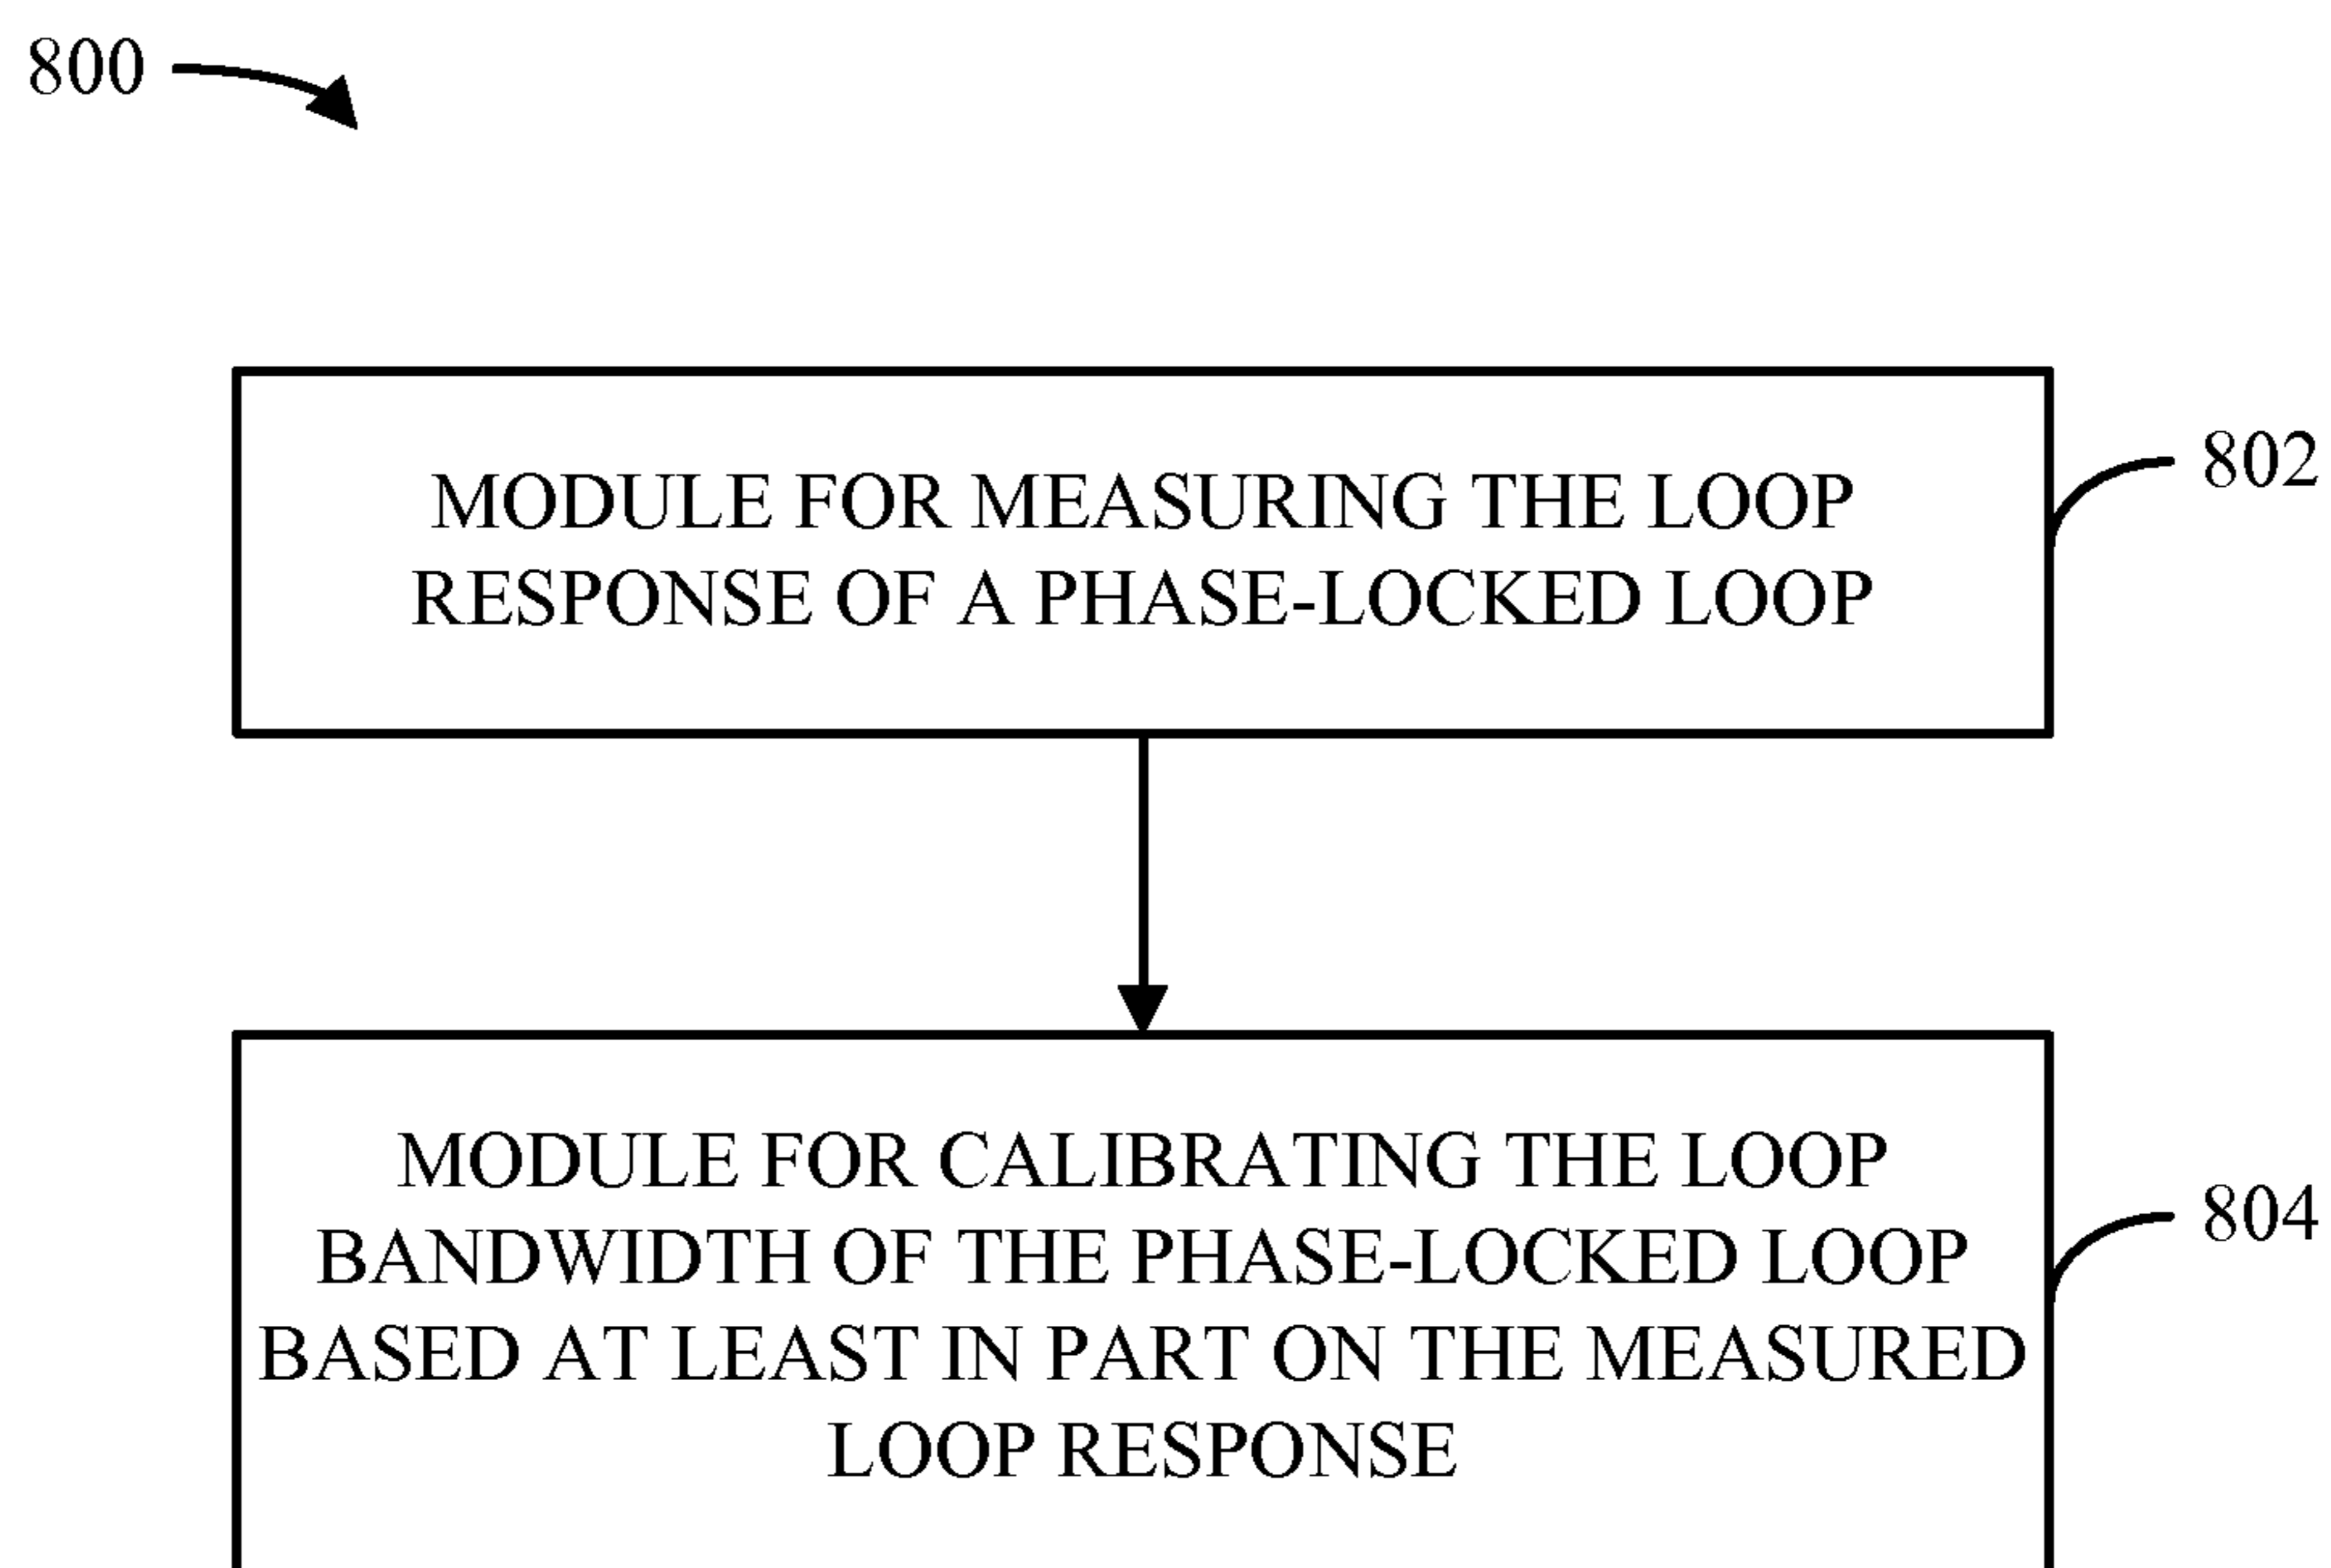 800
MODULE FOR MEASURING THE LOOP
RESPONSE OF A PHASE-LOCKED LOOP
802
MODULE FOR CALIBRATING THE LOOP
BANDWIDTH OF THE PHASE-LOCKED LOOP
BASED AT LEAST IN PART ON THE MEASURED
LOOP RESPONSE
804